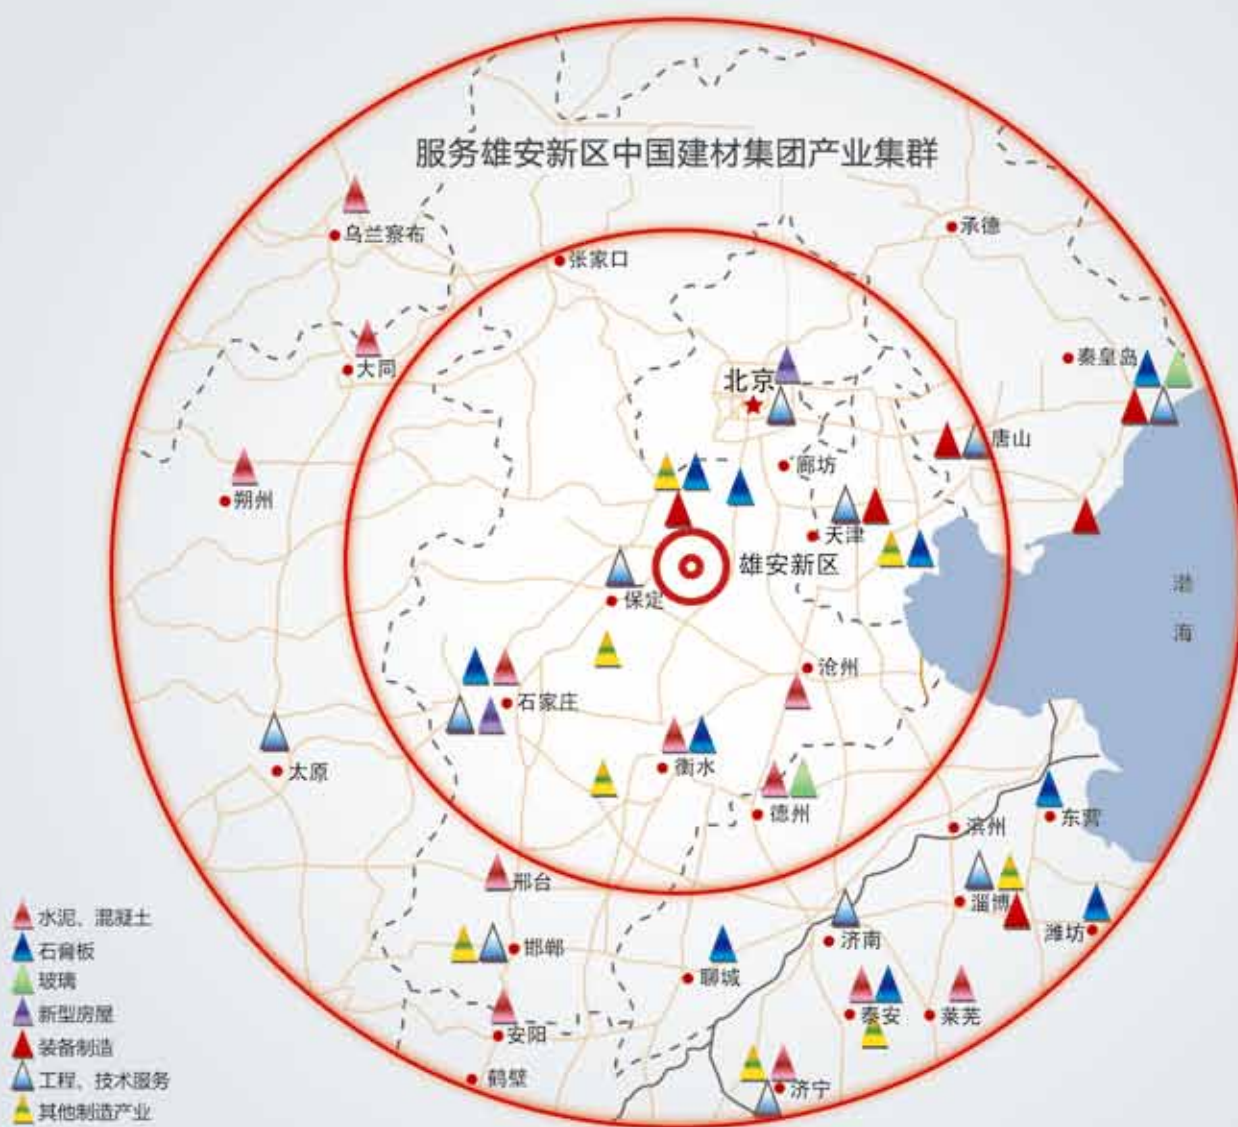 服务雄安新区中国建材集团产业集群
乌兰察布
承德
张家口
秦皇岛
大同
北京
唐山
廊坊
朔州
天津
雄安新区
渤海
保定
沧州
石家庄
太原
衡水
德州
东营
滨州
邢台
淄博
潍坊
济南
邯郸
聊城
泰安
莱芜
安阳
鹤壁
济宁
水泥、混凝土
石膏板
玻璃
新型房屋
装备制造
工程、技术服务
其他制造产业